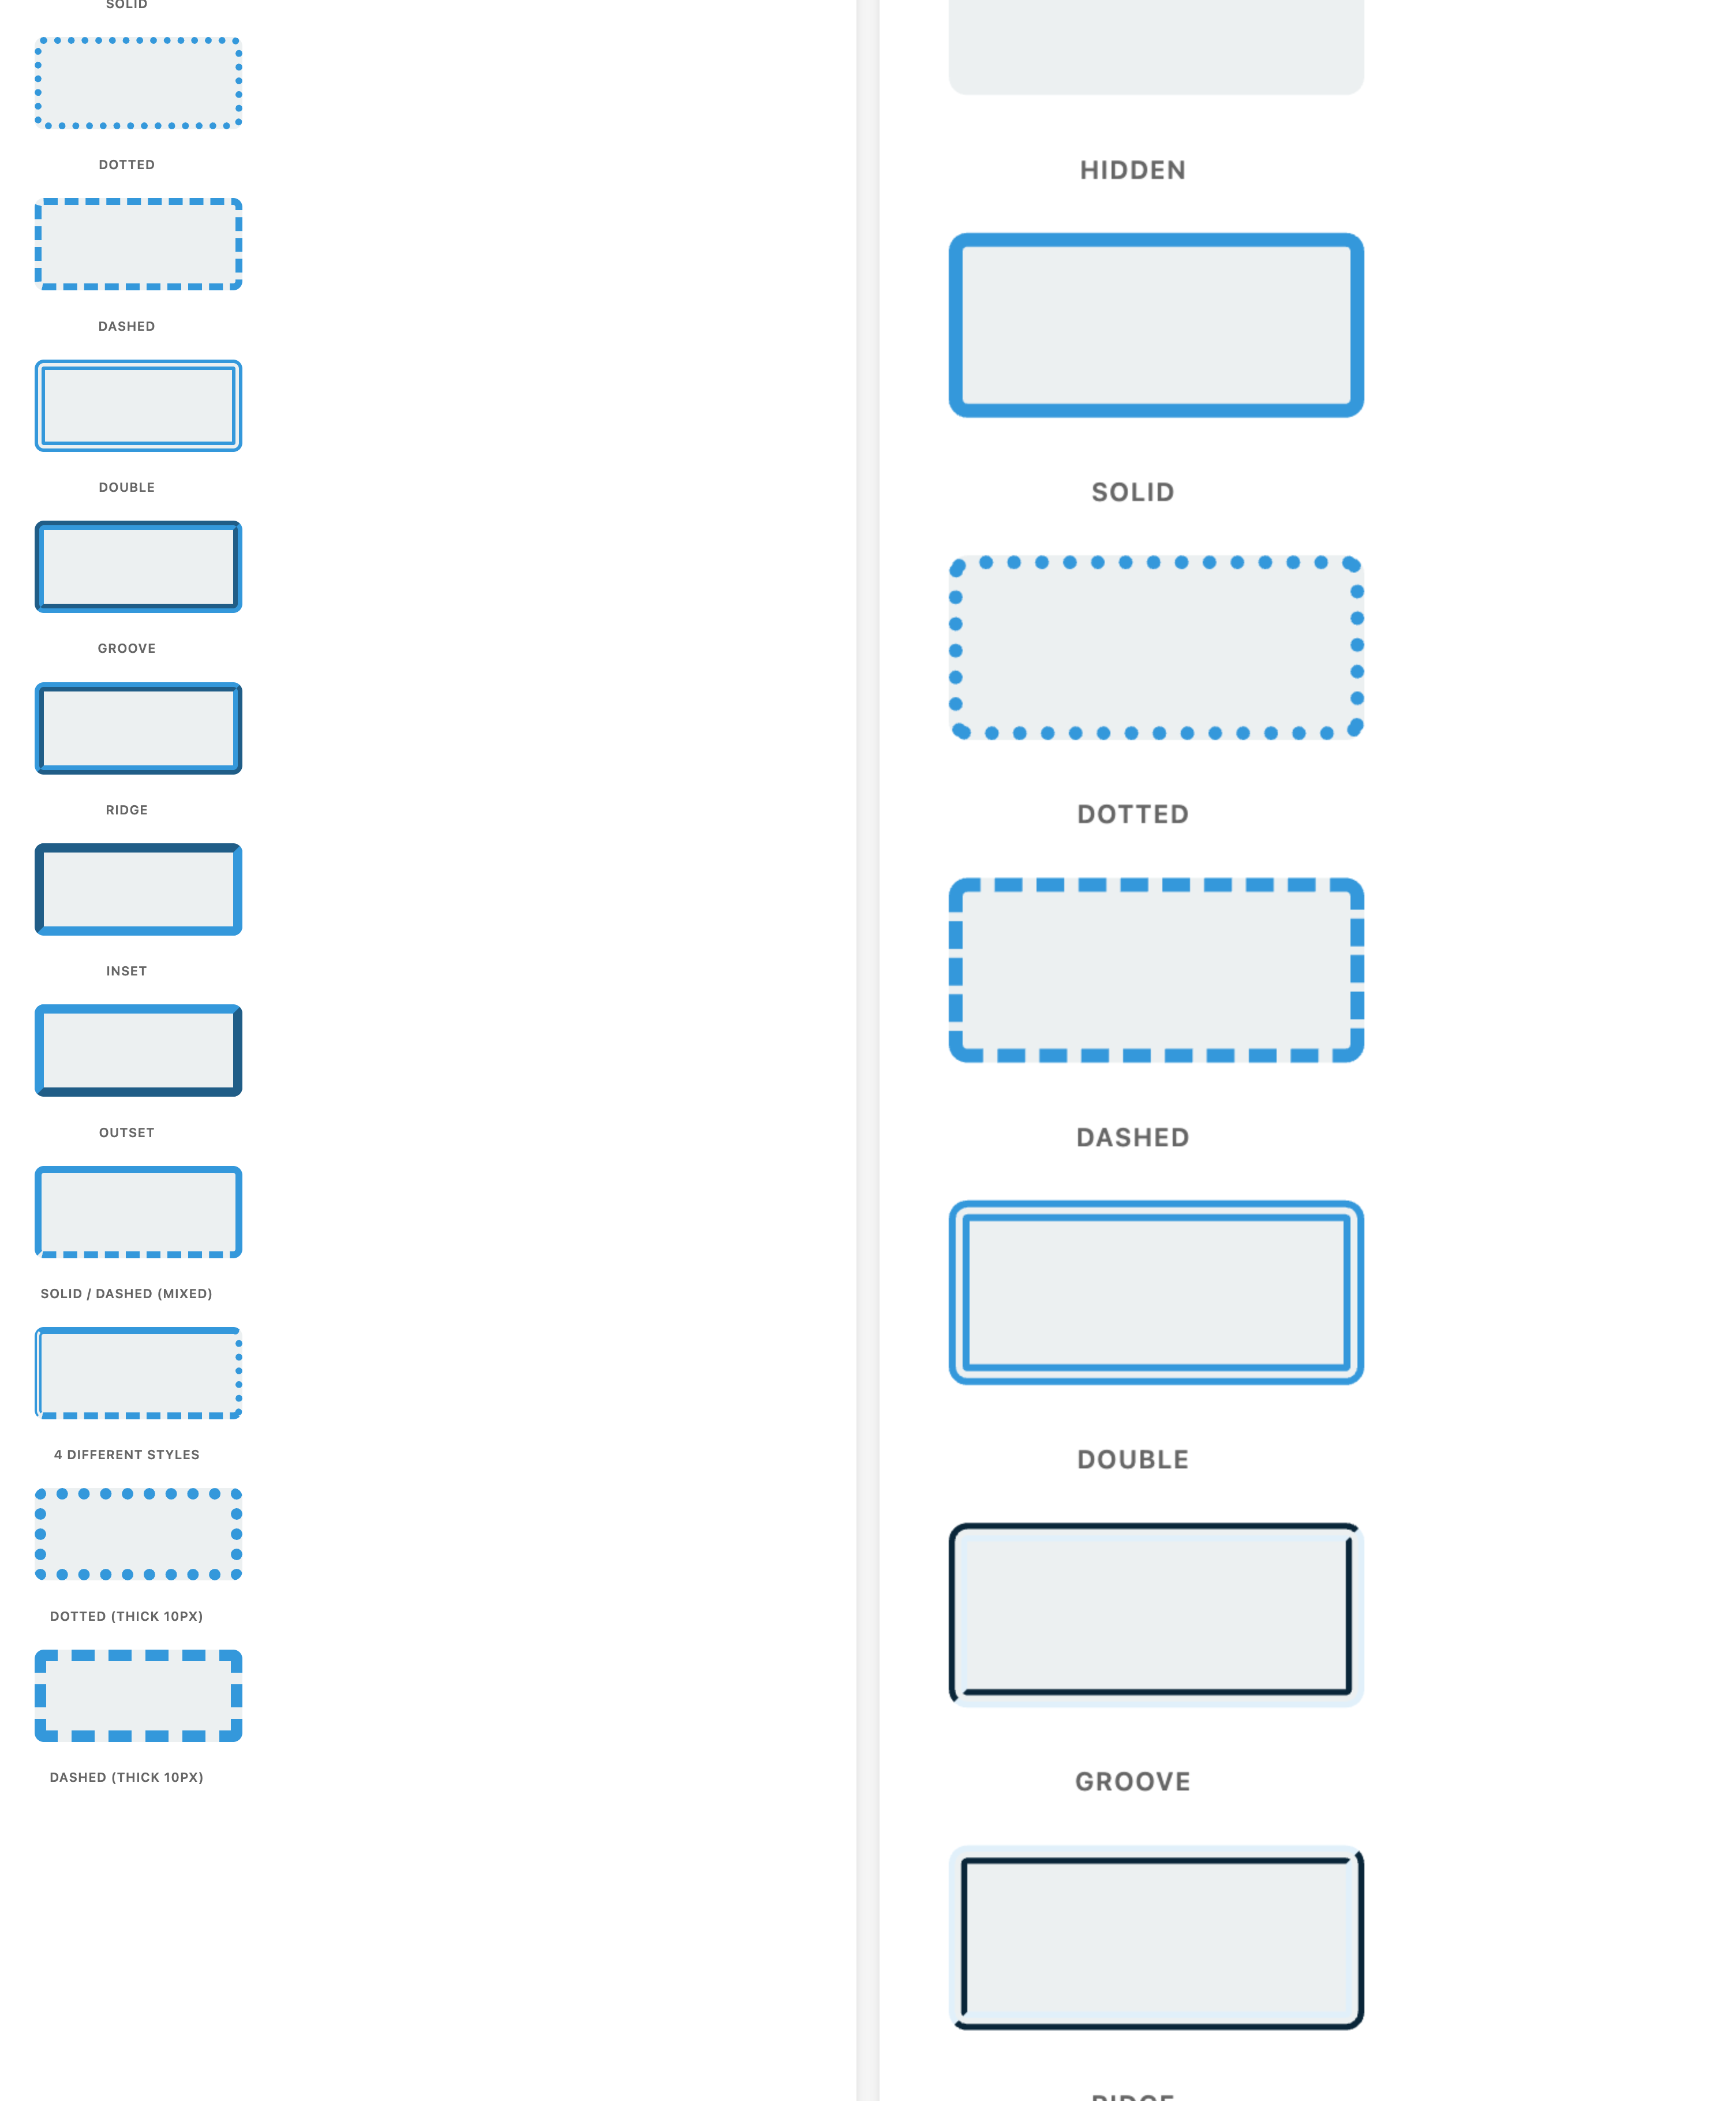 SOLID
DOTTED
DASHED
DOUBLE
GROOVE
RIDGE
INSET
OUTSET
SOLID / DASHED (MIXED)
4 DIFFERENT STYLES
DOTTED (THICK 10PX)
DASHED (THICK 10PX)
HIDDEN
SOLID
DOTTED
DASHED
DOUBLE
GROOVE
RIDGE